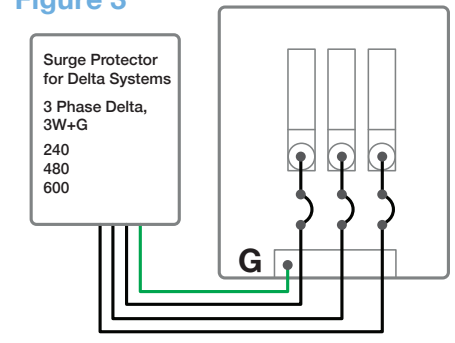 Figure 3
Surge Protector
for Delta Systems
3 Phase Delta,
3W+G
240
480
600
G